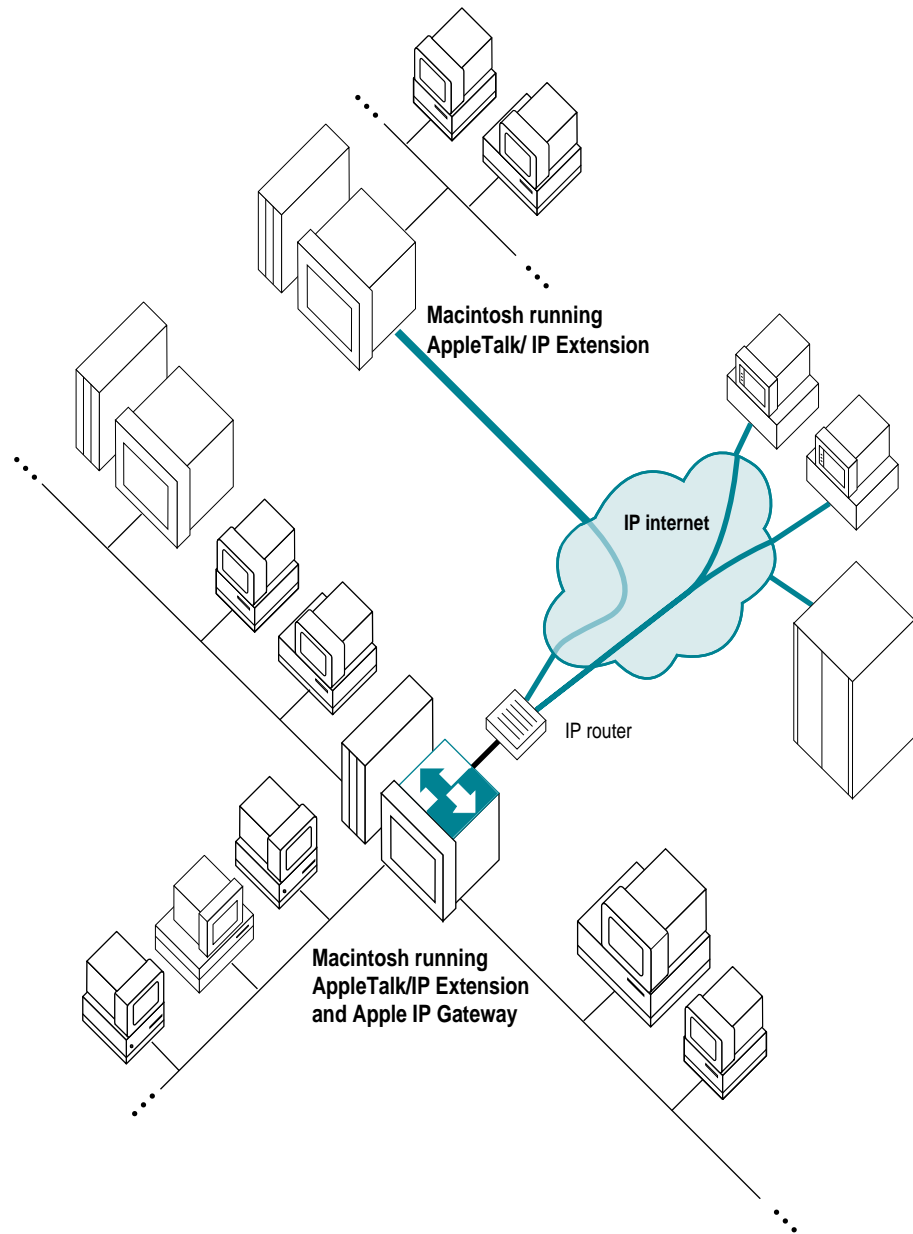 Macintosh running
AppleTalk/ IP Extension
IP internet
IP router
Macintosh running
AppleTalk/IP Extension
and Apple IP Gateway